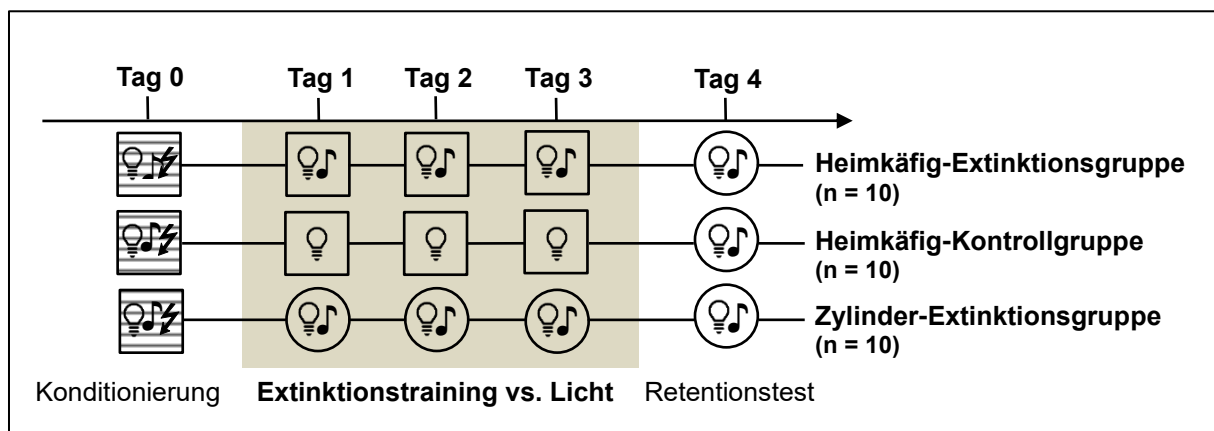 Tag 0 Tag 1 Tag 2 Tag 3 Tag 4
Heimkäfig-Extinktionsgruppe
(n = 10)
Heimkäfig-Kontrollgruppe
(n = 10)
Zylinder-Extinktionsgruppe
(n = 10)
Konditionierung Extinktionstraining vs. Licht Retentionstest